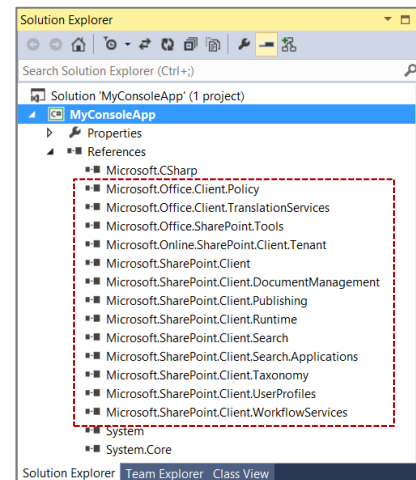 Solution Explorer
Search Solution Explorer (Ctrl+;)
Solution 'MyConsoleApp' (1 project)
C# MyConsoleApp
Properties
References
Microsoft.CSharp
Microsoft.Office.Client.Policy
Microsoft.Office.Client.TranslationServices
Microsoft.Office.SharePoint.Tools
Microsoft.Online.SharePoint.Client.Tenant
Microsoft.SharePoint.Client
Microsoft.SharePoint.Client.DocumentManagement
Microsoft.SharePoint.Client.Publishing
Microsoft.SharePoint.Client.Runtime
Microsoft.SharePoint.Client.Search
Microsoft.SharePoint.Client.Search.Applications
Microsoft.SharePoint.Client.Taxonomy
Microsoft.SharePoint.Client.UserProfiles
Microsoft.SharePoint.Client.WorkflowServices
System
System.Core
Solution Explorer Team Explorer Class View